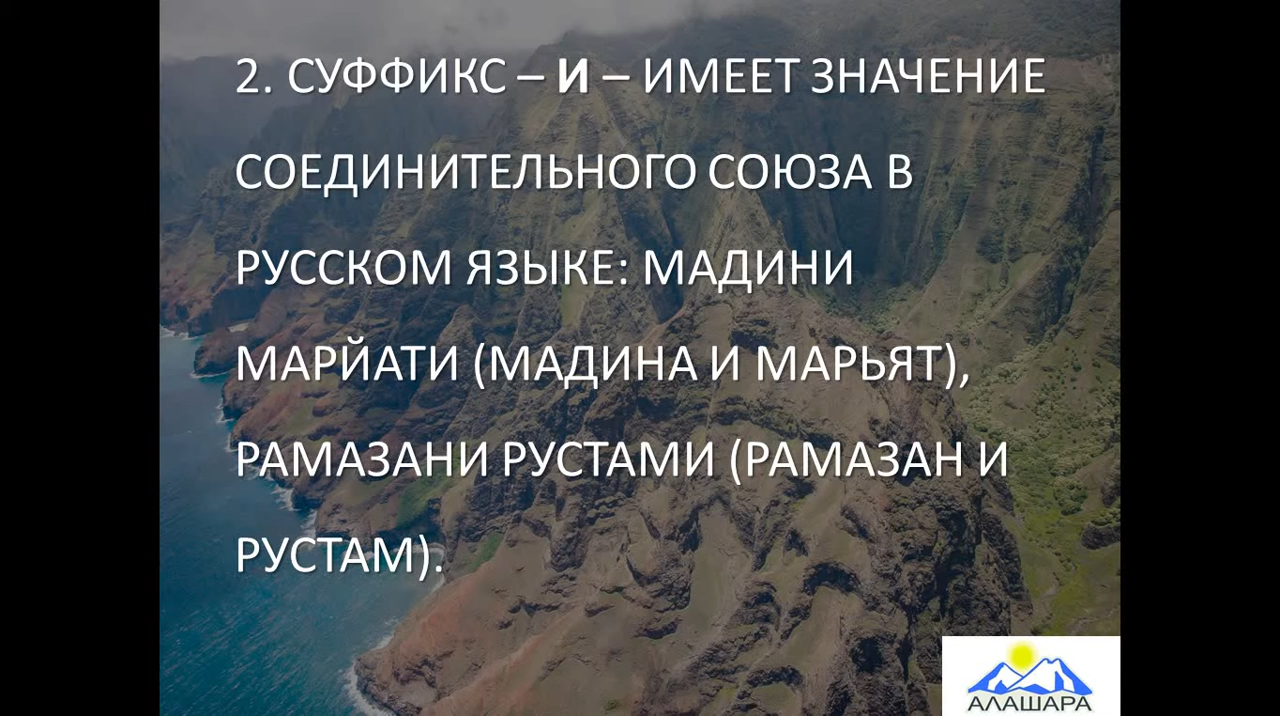 2. СУФФИКС – И – ИМЕЕТ ЗНАЧЕНИЕ
СОЕДИНИТЕЛЬНОГО СОЮЗА В
РУССКОМ ЯЗЫКЕ: МАДИНИ
МАРЙАТИ (МАДИНА И МАРЬЯТ),
РАМАЗАНИ РУСТАМИ (РАМАЗАН И
РУСТАМ).
АЛАШАРА